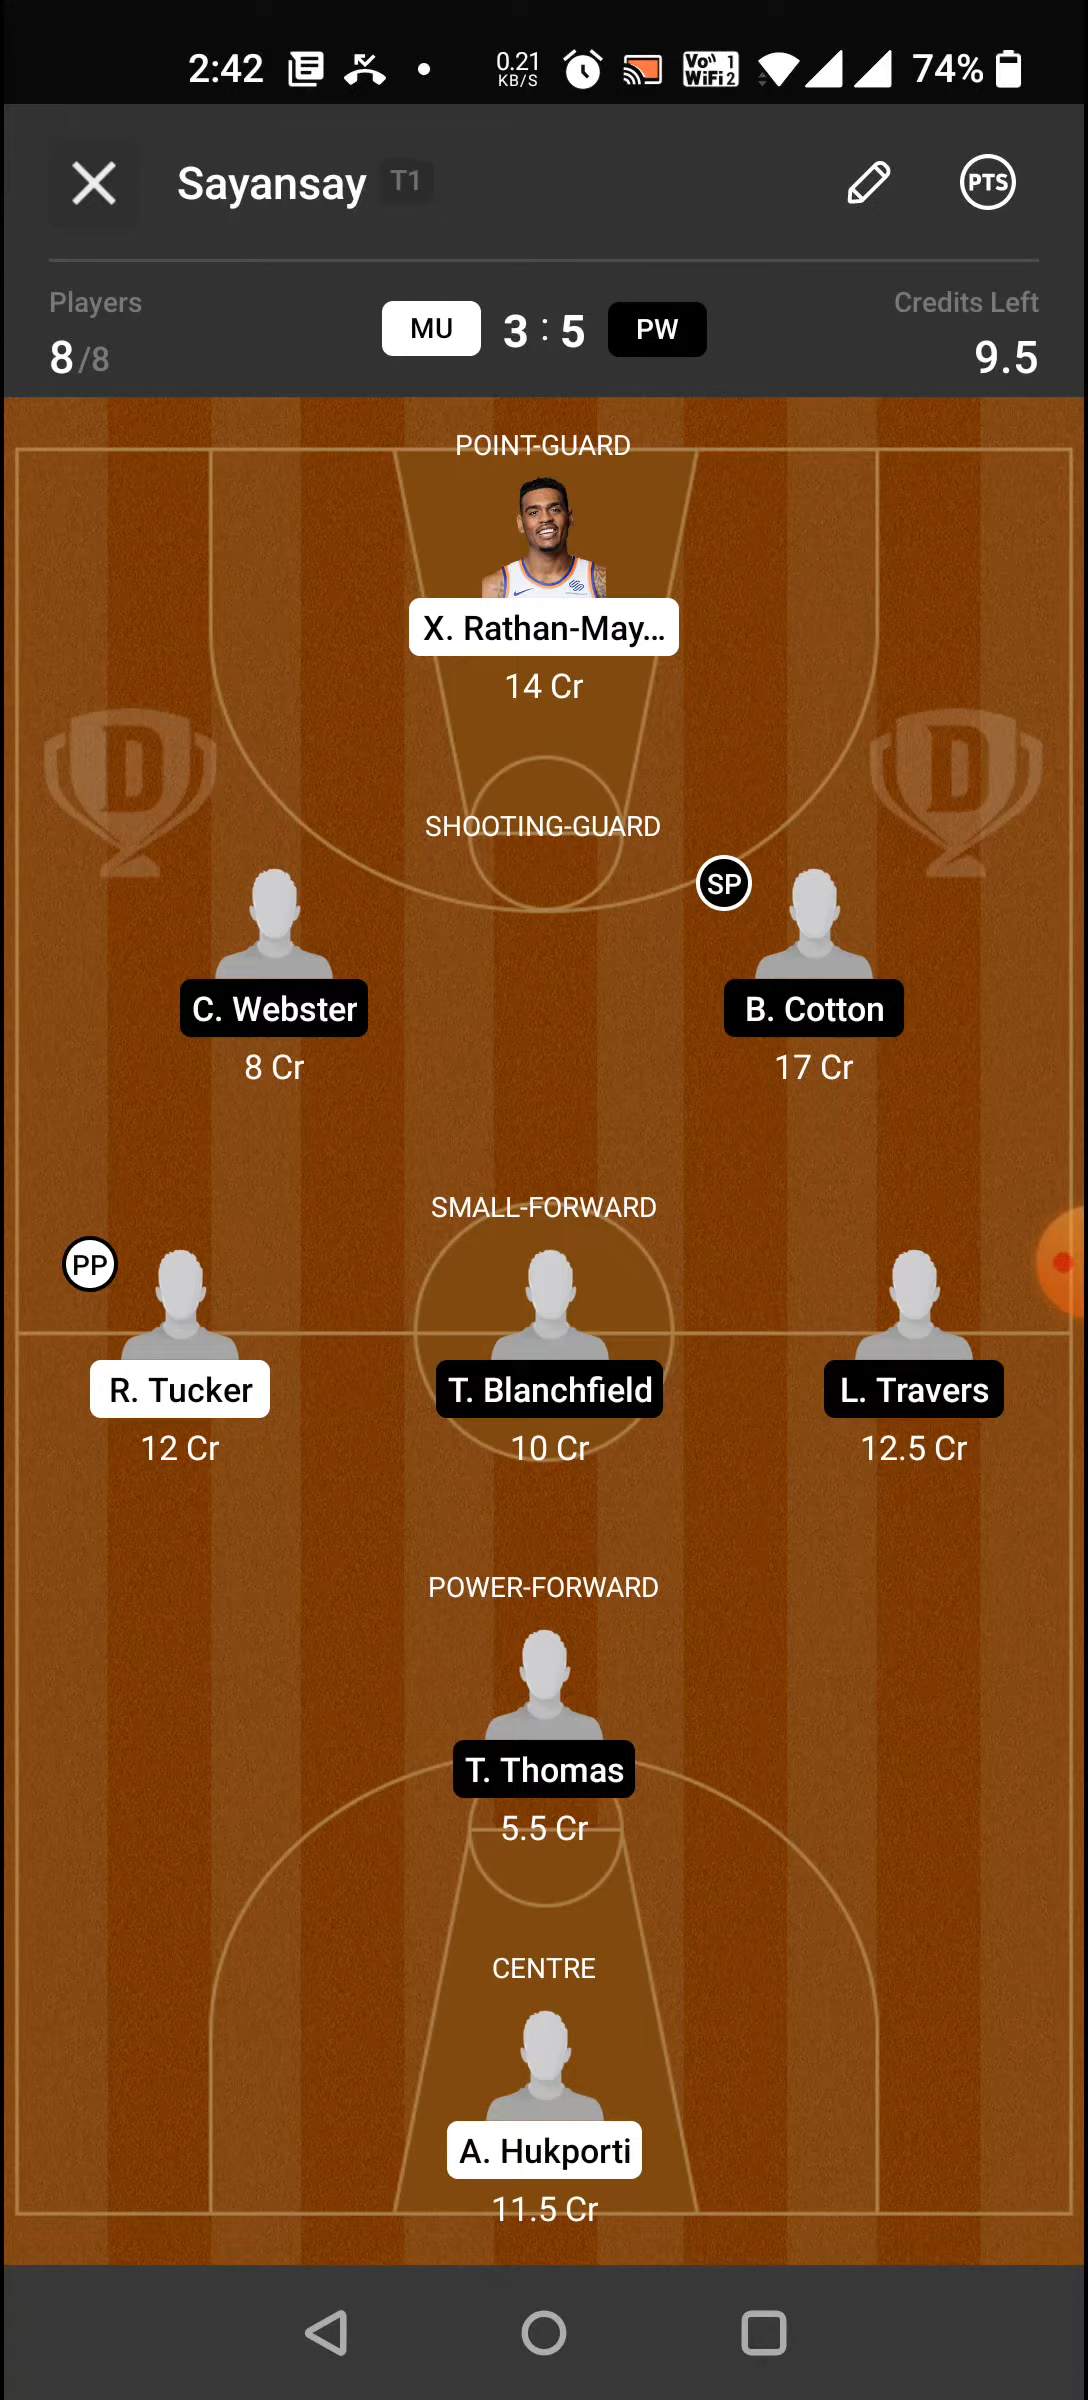 2:42 0.21 KB/S Vo)) 1 WiFi 2 74%
Sayansay T1 PTS
Players Credits Left
8/8 MU 3 : 5 PW 9.5
POINT-GUARD
X. Rathan-May...
14 Cr
D D
SHOOTING-GUARD
SP
C. Webster B. Cotton
8 Cr 17 Cr
SMALL-FORWARD
PP
R. Tucker T. Blanchfield L. Travers
12 Cr 10 Cr 12.5 Cr
POWER-FORWARD
T. Thomas
5.5 Cr
CENTRE
A. Hukporti
11.5 Cr